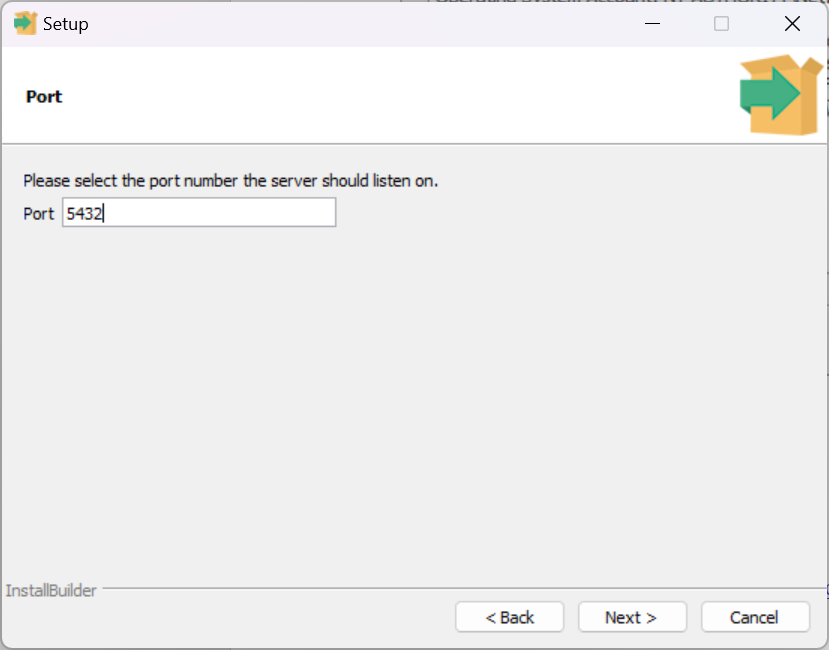 Setup
Port
Please select the port number the server should listen on.
Port 5432
InstallBuilder
< Back Next > Cancel